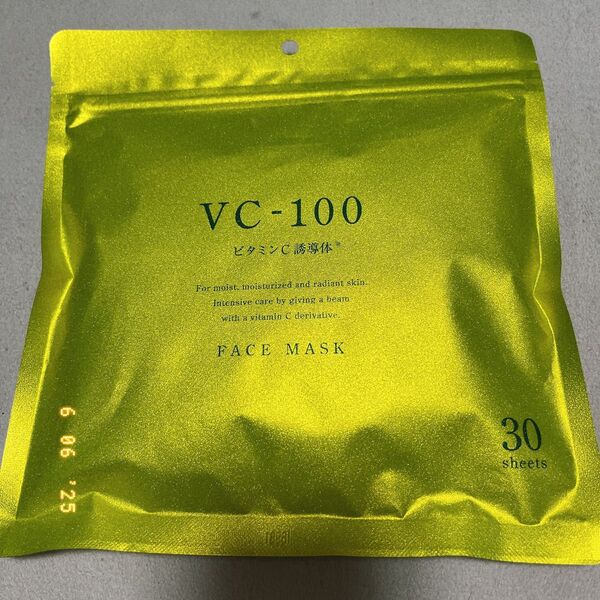 VC-100
ビタミンC誘導体※
For moist, moisturized and radiant skin.
Intensive care by giving a beam
with a vitamin C derivative.
FACE MASK
30
sheets
6 06 '25